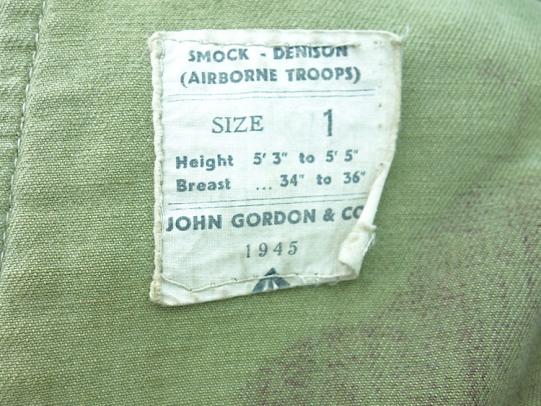 SMOCK - DENISON
(AIRBORNE TROOPS)
SIZE 1
Height 5' 3" to 5' 5"
Breast ... 34" to 36"
JOHN GORDON & CO
1945